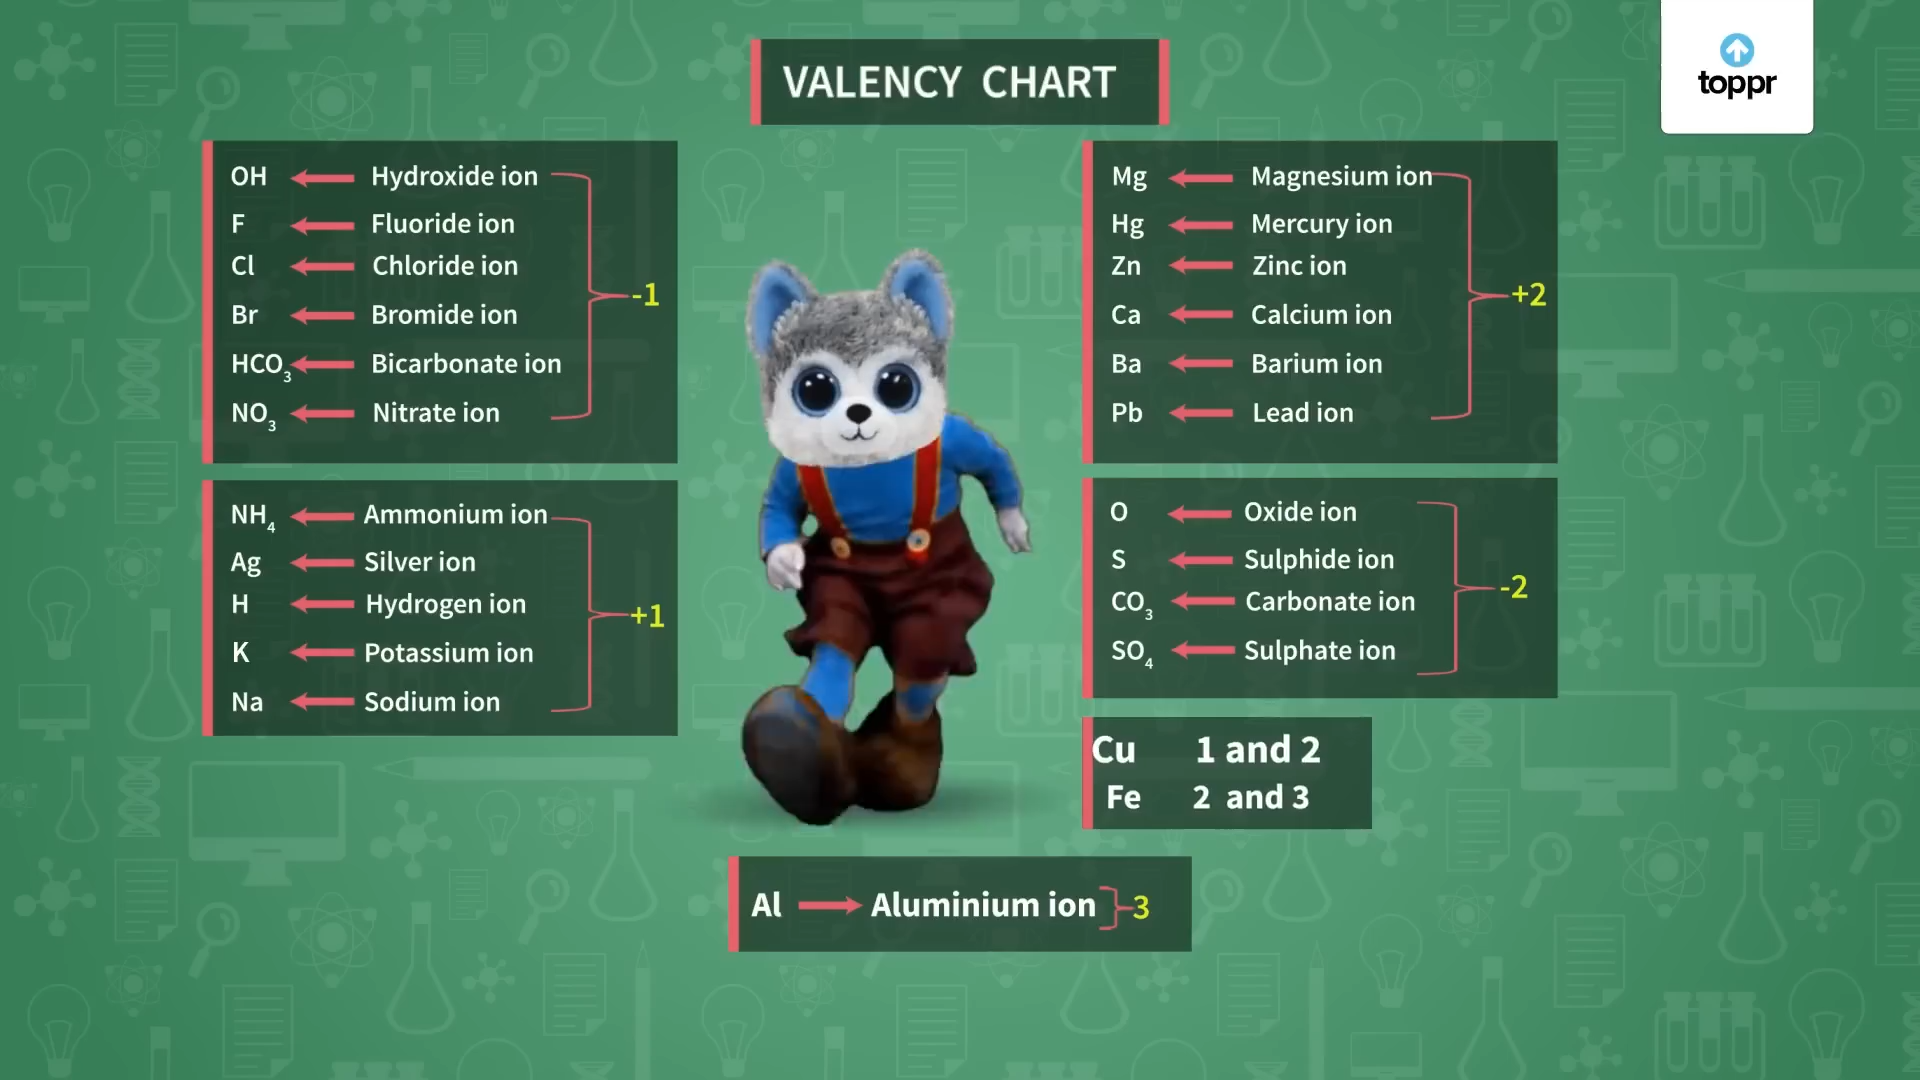 VALENCY CHART
toppr
OH Hydroxide ion
F Fluoride ion
Cl Chloride ion
Br Bromide ion
HCO3 Bicarbonate ion
NO3 Nitrate ion
-1
NH4 Ammonium ion
Ag Silver ion
H Hydrogen ion
K Potassium ion
Na Sodium ion
+1
Mg Magnesium ion
Hg Mercury ion
Zn Zinc ion
Ca Calcium ion
Ba Barium ion
Pb Lead ion
+2
O Oxide ion
S Sulphide ion
CO3 Carbonate ion
SO4 Sulphate ion
-2
Cu 1 and 2
Fe 2 and 3
Al Aluminium ion 3